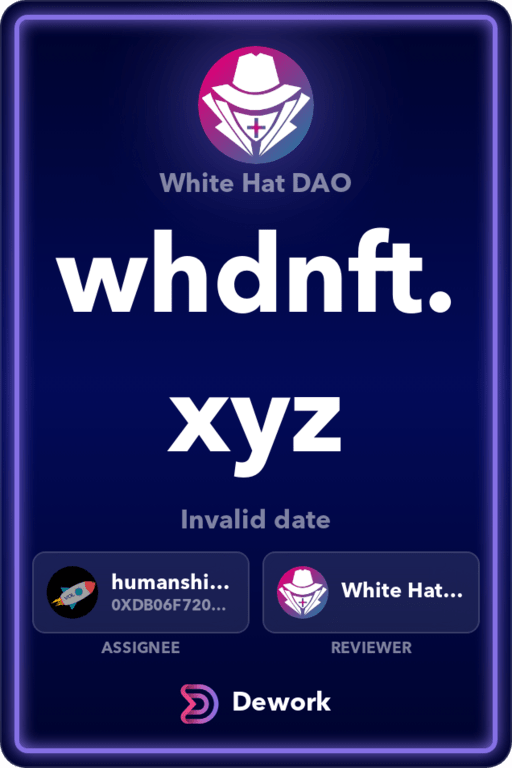 White Hat DAO
whdnft.
xyz
Invalid date
humanshi...
0XDB06F720...
White Hat...
ASSIGNEE
REVIEWER
Dework